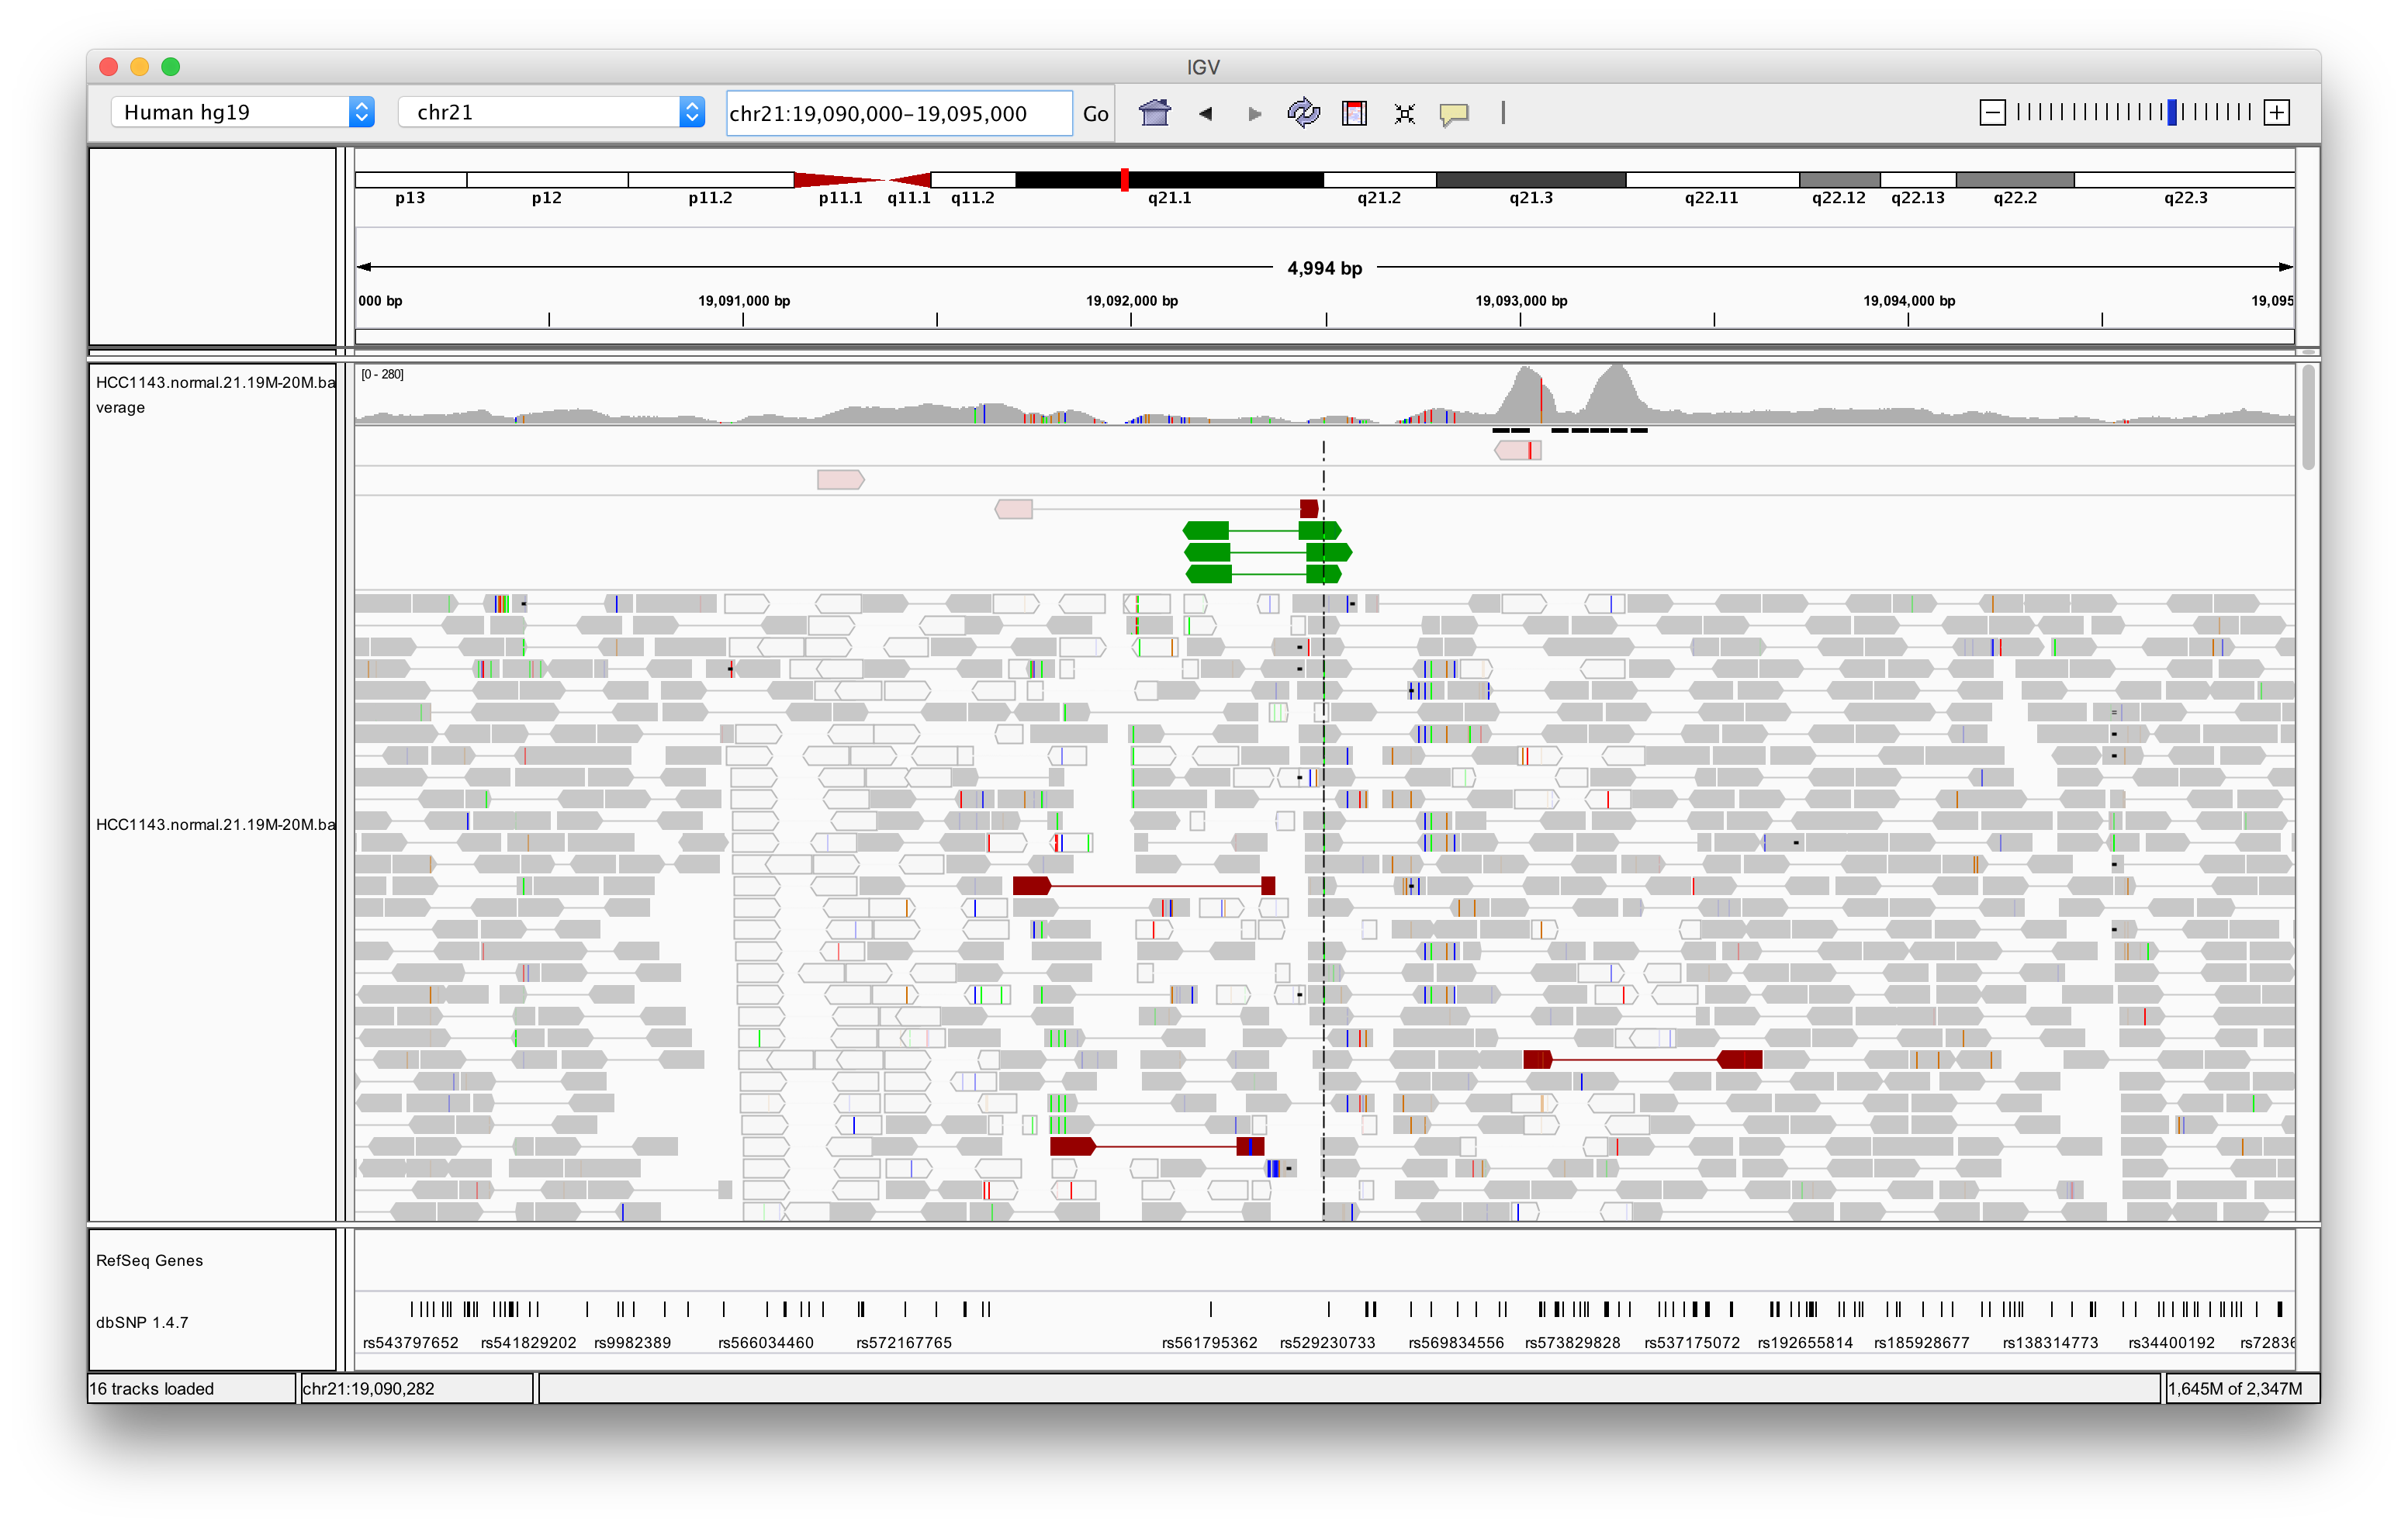 IGV
Human hg19 chr21 chr21:19,090,000-19,095,000 Go
p13 p12 p11.2 p11.1 q11.1 q11.2 q21.1 q21.2 q21.3 q22.11 q22.12 q22.13 q22.2 q22.3
4,994 bp
000 bp 19,091,000 bp 19,092,000 bp 19,093,000 bp 19,094,000 bp 19,095
HCC1143.normal.21.19M-20M.ba [0 - 280]
verage
HCC1143.normal.21.19M-20M.ba
RefSeq Genes
dbSNP 1.4.7
rs543797652 rs541829202 rs9982389 rs566034460 rs572167765 rs561795362 rs529230733 rs569834556 rs573829828 rs537175072 rs192655814 rs185928677 rs138314773 rs34400192 rs7283
16 tracks loaded chr21:19,090,282 1,645M of 2,347M